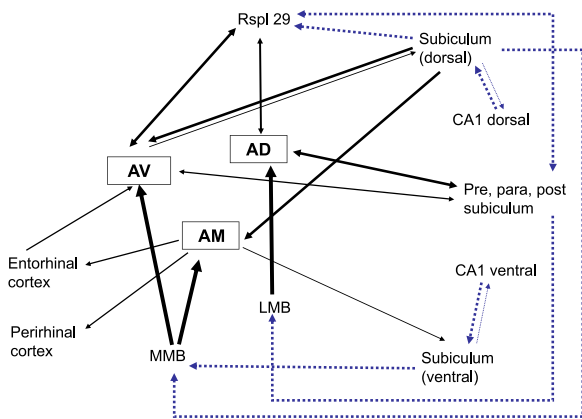 Rspl 29
Subiculum
(dorsal)
CA1 dorsal
AD
AV
Pre, para, post
subiculum
AM
Entorhinal
cortex
CA1 ventral
LMB
Perirhinal
cortex
MMB
Subiculum
(ventral)